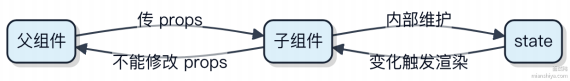 传 props
内部维护
父组件
子组件
state
不能修改 props
变化触发渲染